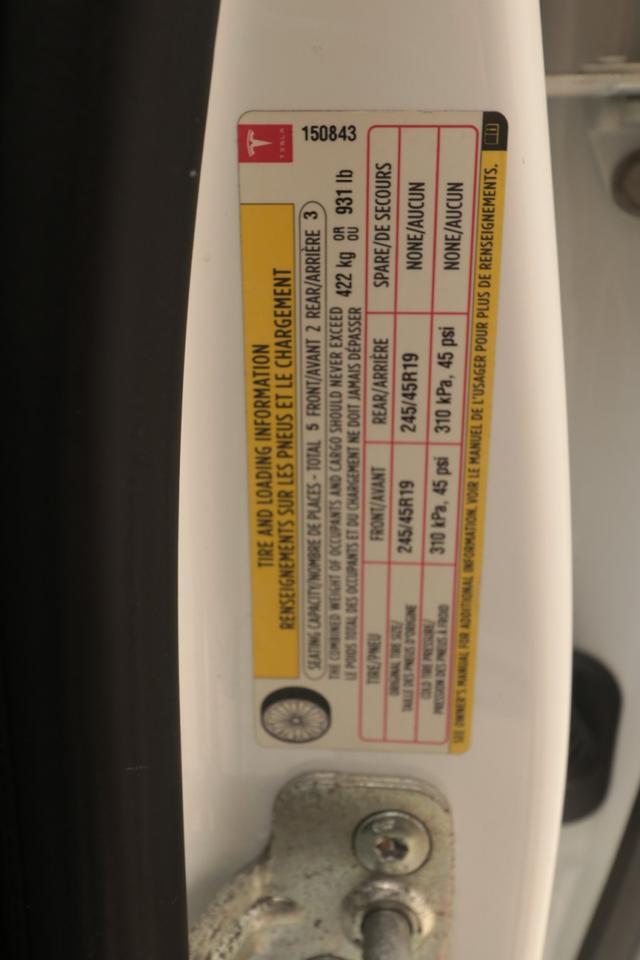 TESLA
150843
TIRE AND LOADING INFORMATION
RENSEIGNEMENTS SUR LES PNEUS ET LE CHARGEMENT
SEATING CAPACITY/NOMBRE DE PLACES - TOTAL 5 FRONT/AVANT 2 REAR/ARRIÈRE 3
THE COMBINED WEIGHT OF OCCUPANTS AND CARGO SHOULD NEVER EXCEED 422 kg OR 931 lb
LE POIDS TOTAL DES OCCUPANTS ET DU CHARGEMENT NE DOIT JAMAIS DÉPASSER OU
TIRE/PNEU FRONT/AVANT REAR/ARRIÈRE SPARE/DE SECOURS
ORIGINAL TIRE SIZE/ 245/45R19 245/45R19 NONE/AUCUN
TAILLE DES PNEUS D'ORIGINE
COLD TIRE PRESSURE/ 310 kPa, 45 psi 310 kPa, 45 psi NONE/AUCUN
PRESSION DES PNEUS À FROID
SEE OWNER'S MANUAL FOR ADDITIONAL INFORMATION. VOIR LE MANUEL DE L'USAGER POUR PLUS DE RENSEIGNEMENTS.